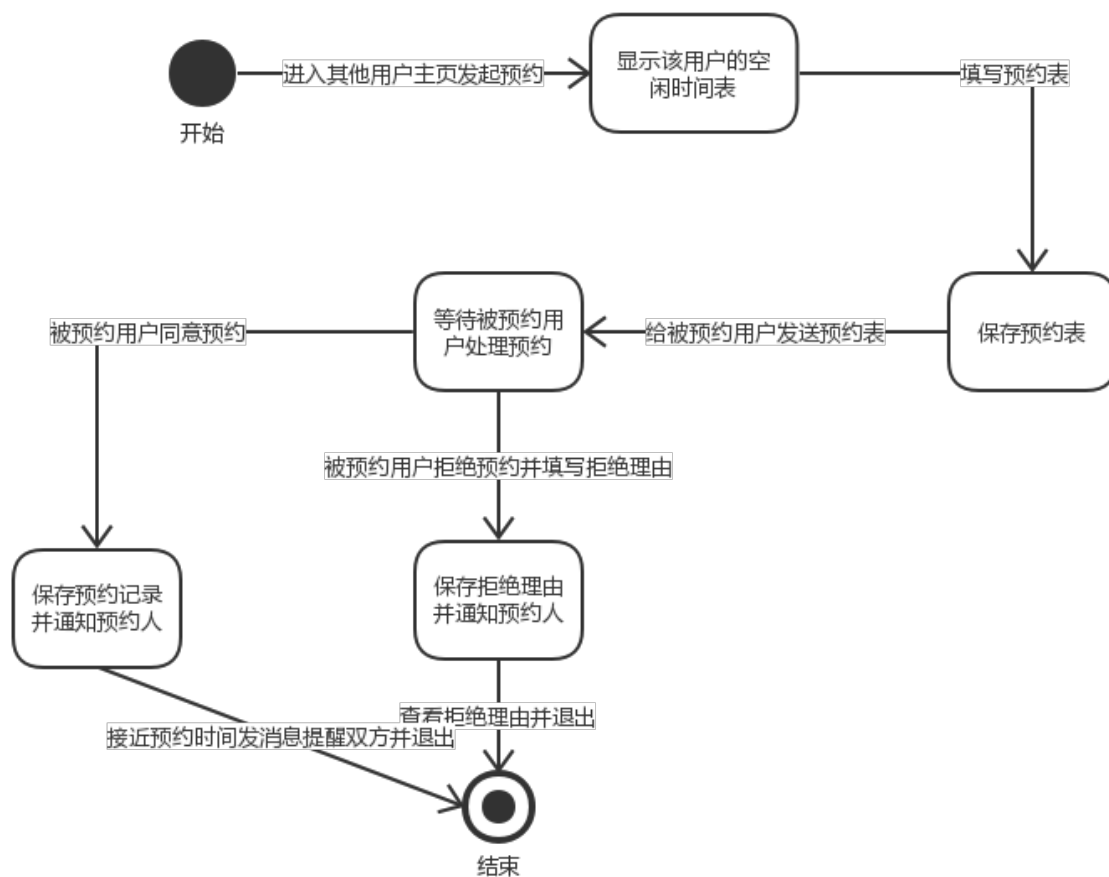 进入其他用户主页发起预约
显示该用户的空
闲时间表
填写预约表
开始
被预约用户同意预约
等待被预约用
户处理预约
给被预约用户发送预约表
保存预约表
被预约用户拒绝预约并填写拒绝理由
保存预约记录
并通知预约人
保存拒绝理由
并通知预约人
查看拒绝理由并退出
接近预约时间发消息提醒双方并退出
结束